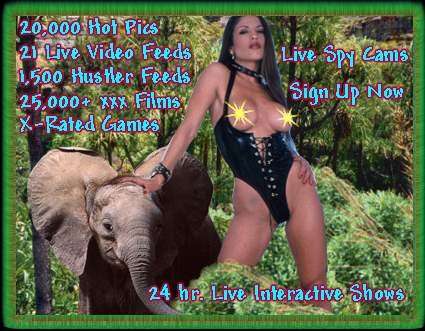 20,000 Hot Pics
21 Live Video Feeds
1,500 Hustler Feeds
25,000+ xxx Films
X-Rated Games
Live Spy Cams
Sign Up Now
24 hr. Live Interactive Shows